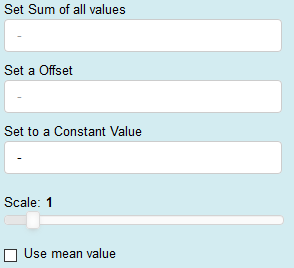 Set Sum of all values
-
Set a Offset
-
Set to a Constant Value
-
Scale: 1
Use mean value